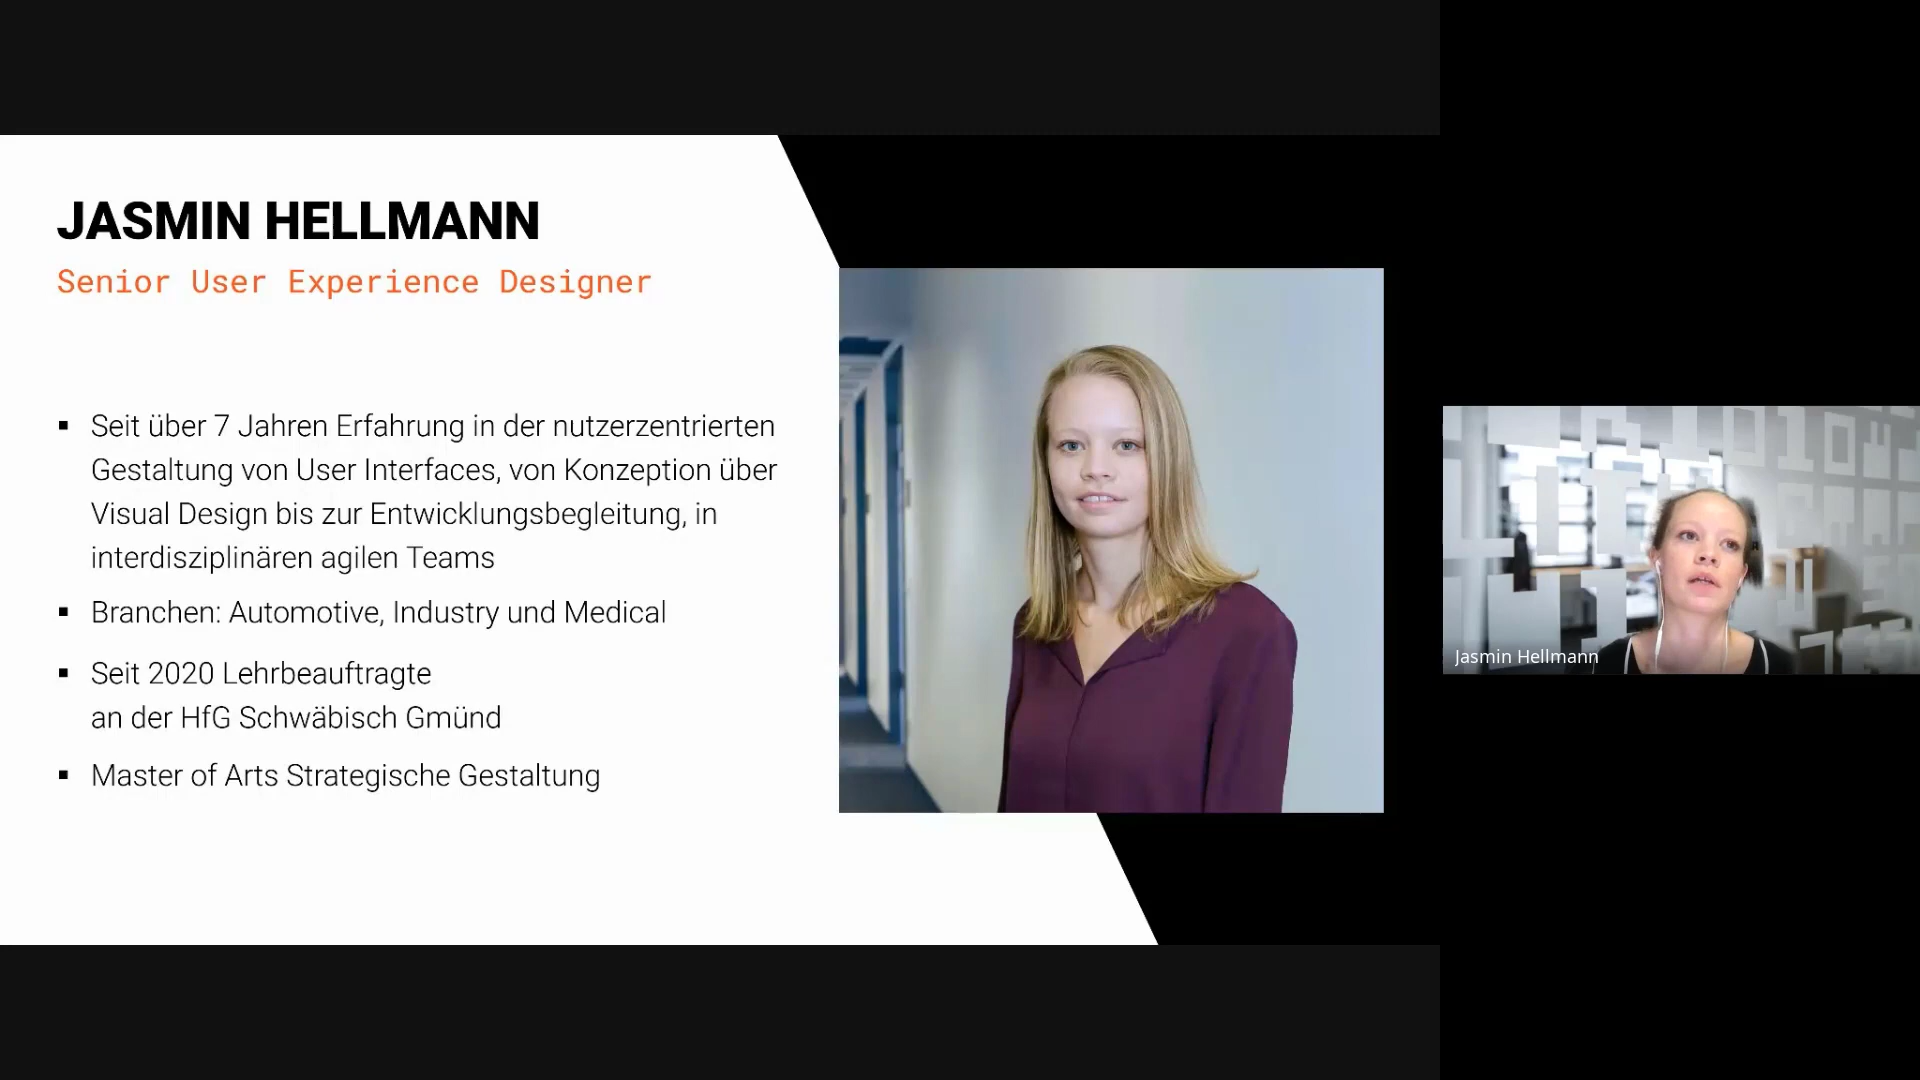 JASMIN HELLMANN
Senior User Experience Designer
▪ Seit über 7 Jahren Erfahrung in der nutzerzentrierten
Gestaltung von User Interfaces, von Konzeption über
Visual Design bis zur Entwicklungsbegleitung, in
interdisziplinären agilen Teams
▪ Branchen: Automotive, Industry und Medical
▪ Seit 2020 Lehrbeauftragte
an der HfG Schwäbisch Gmünd
▪ Master of Arts Strategische Gestaltung
Jasmin Hellmann